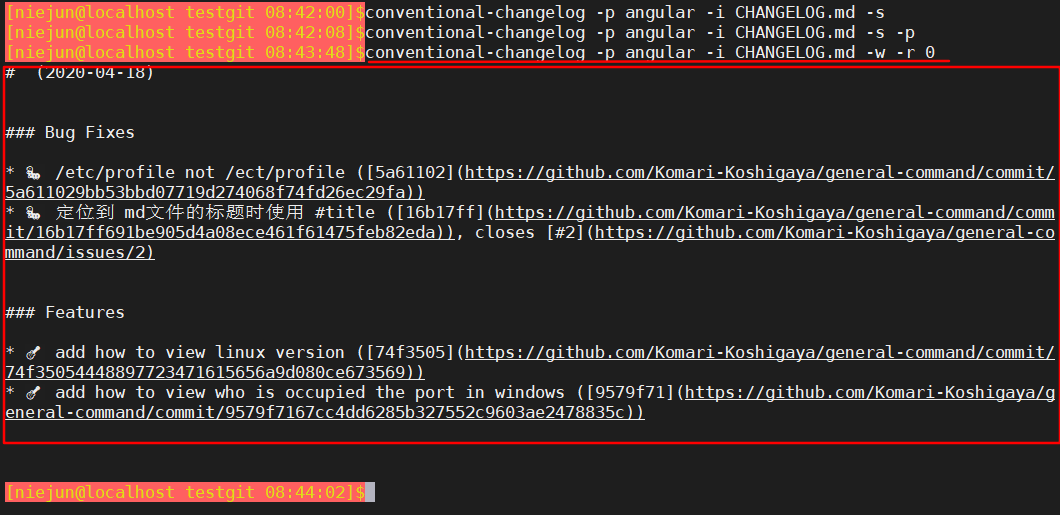 [niejun@localhost testgit 08:42:00]$conventional-changelog -p angular -i CHANGELOG.md -s
[niejun@localhost testgit 08:42:08]$conventional-changelog -p angular -i CHANGELOG.md -s -p
[niejun@localhost testgit 08:43:48]$conventional-changelog -p angular -i CHANGELOG.md -w -r 0
#  (2020-04-18)
### Bug Fixes
* 🐛 /etc/profile not /ect/profile ([5a61102](https://github.com/Komari-Koshigaya/general-command/commit/
5a611029bb53bbd07719d274068f74fd26ec29fa))
* 🐛 定位到 md文件的标题时使用 #title ([16b17ff](https://github.com/Komari-Koshigaya/general-command/comm
it/16b17ff691be905d4a08ece461f61475feb82eda)), closes [#2](https://github.com/Komari-Koshigaya/general-co
mmand/issues/2)
### Features
* 🎸 add how to view linux version ([74f3505](https://github.com/Komari-Koshigaya/general-command/commit/
74f35054448897723471615656a9d080ce673569))
* 🎸 add how to view who is occupied the port in windows ([9579f71](https://github.com/Komari-Koshigaya/g
eneral-command/commit/9579f7167cc4dd6285b327552c9603ae2478835c))
[niejun@localhost testgit 08:44:02]$